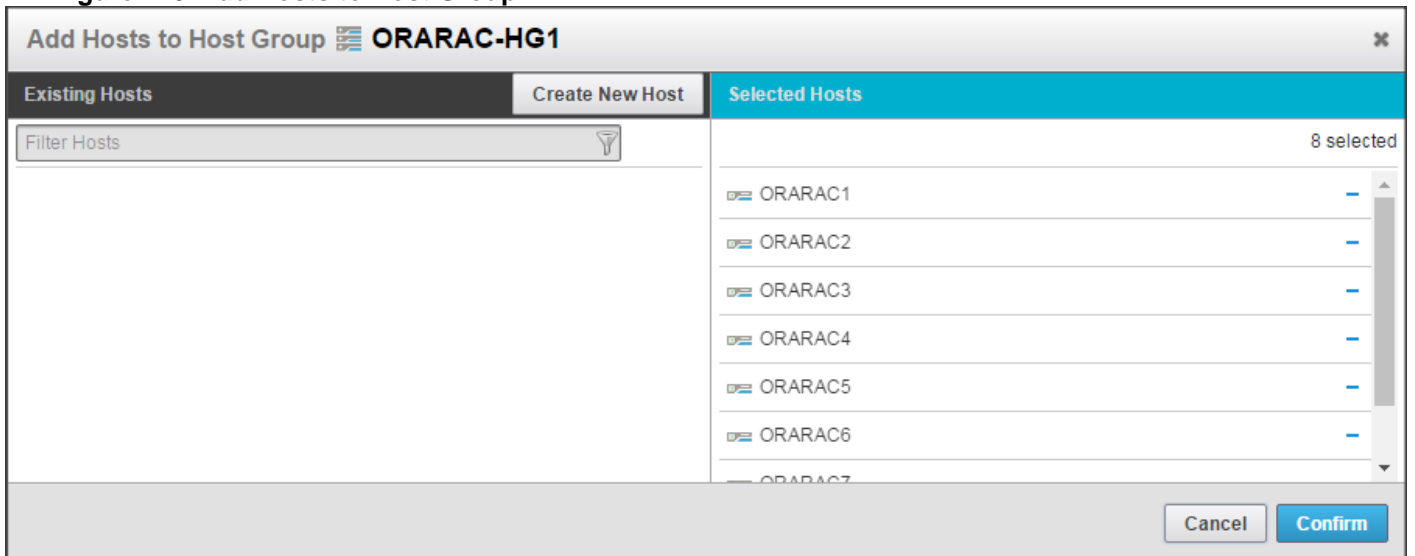 Add Hosts to Host Group ORARAC-HG1
Existing Hosts
Create New Host
Selected Hosts
Filter Hosts
8 selected
ORARAC1
ORARAC2
ORARAC3
ORARAC4
ORARAC5
ORARAC6
Cancel
Confirm